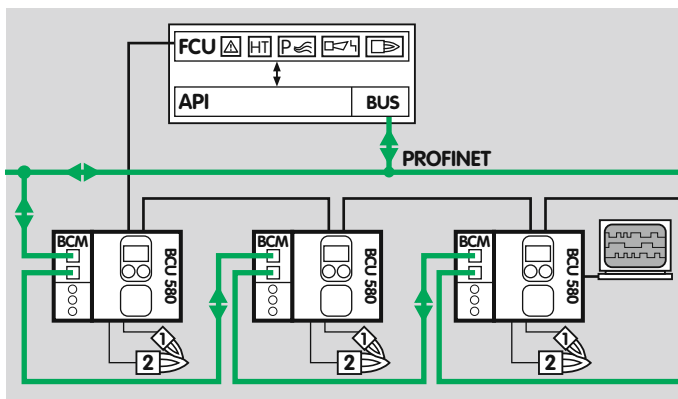 FCU HT P
API BUS
PROFINET
BCM BCU 580
BCM BCU 580
BCM BCU 580
1
2
1
2
1
2